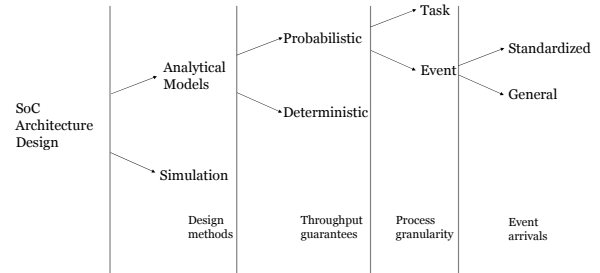 Task
Probabilistic
Standardized
Analytical
Models
Event
General
SoC
Architecture
Design
Deterministic
Simulation
Design
methods
Throughput
guarantees
Process
granularity
Event
arrivals